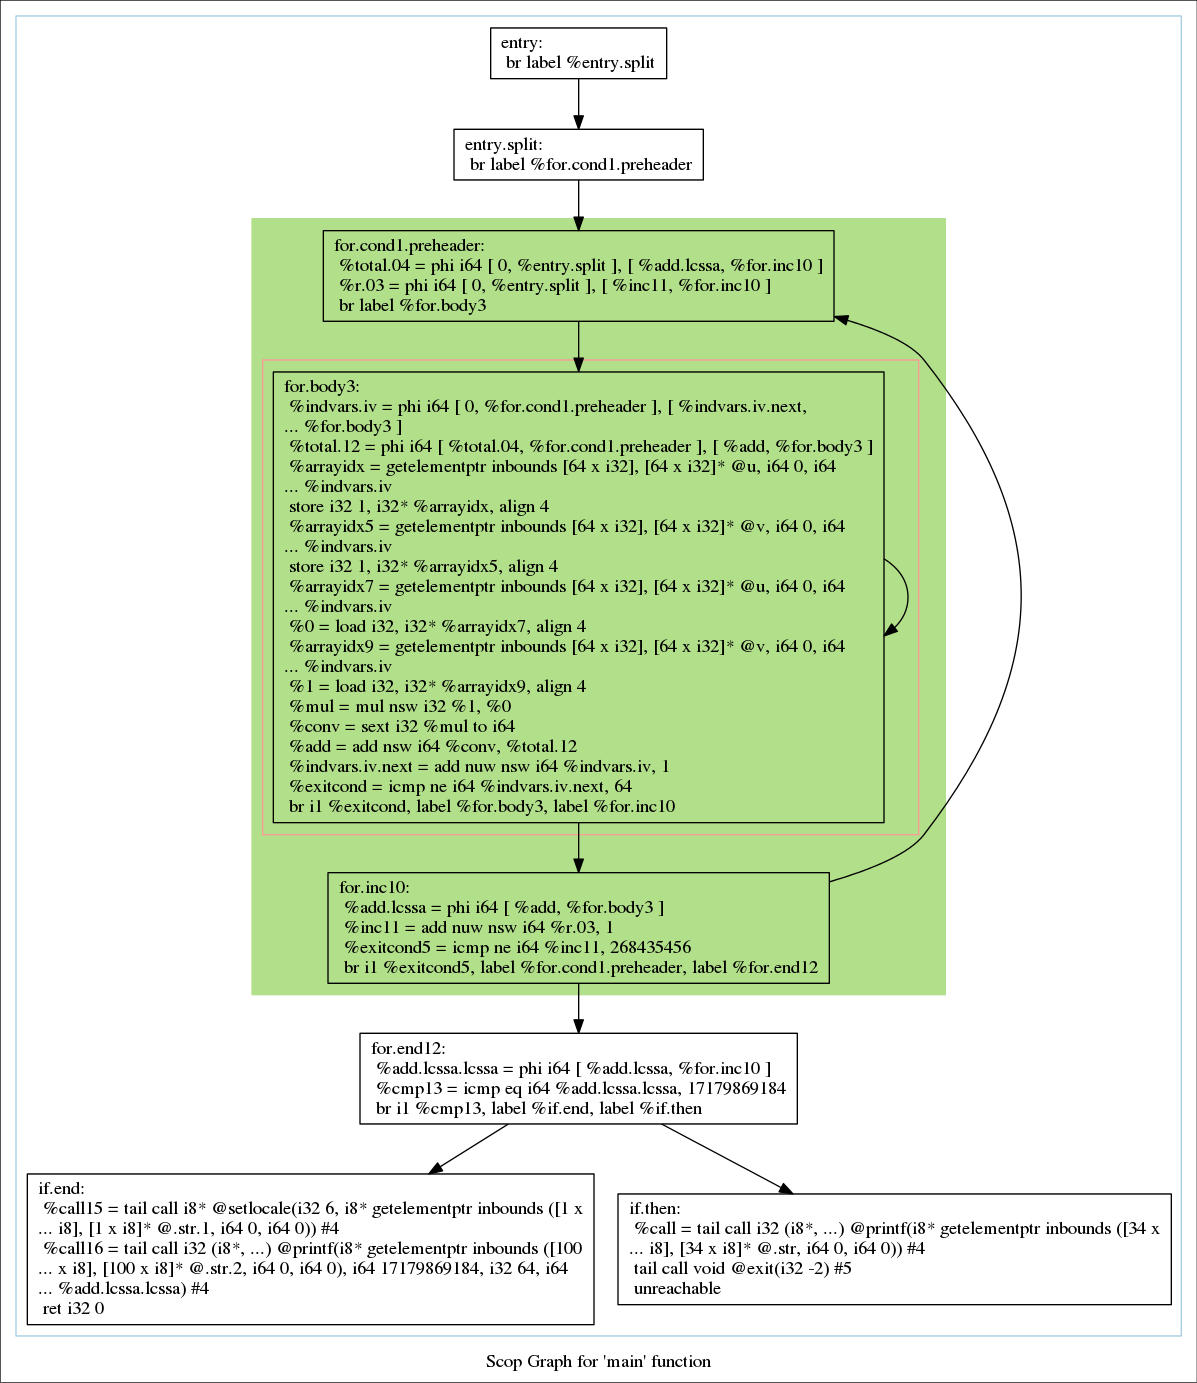 entry:
br label %entry.split
entry.split:
br label %for.cond1.preheader
for.cond1.preheader:
%total.04 = phi i64 [ 0, %entry.split ], [ %add.lcssa, %for.inc10 ]
%r.03 = phi i64 [ 0, %entry.split ], [ %inc11, %for.inc10 ]
br label %for.body3
for.body3:
%indvars.iv = phi i64 [ 0, %for.cond1.preheader ], [ %indvars.iv.next,
... %for.body3 ]
%total.12 = phi i64 [ %total.04, %for.cond1.preheader ], [ %add, %for.body3 ]
%arrayidx = getelementptr inbounds [64 x i32], [64 x i32]* @u, i64 0, i64
... %indvars.iv
store i32 1, i32* %arrayidx, align 4
%arrayidx5 = getelementptr inbounds [64 x i32], [64 x i32]* @v, i64 0, i64
... %indvars.iv
store i32 1, i32* %arrayidx5, align 4
%arrayidx7 = getelementptr inbounds [64 x i32], [64 x i32]* @u, i64 0, i64
... %indvars.iv
%0 = load i32, i32* %arrayidx7, align 4
%arrayidx9 = getelementptr inbounds [64 x i32], [64 x i32]* @v, i64 0, i64
... %indvars.iv
%1 = load i32, i32* %arrayidx9, align 4
%mul = mul nsw i32 %1, %0
%conv = sext i32 %mul to i64
%add = add nsw i64 %conv, %total.12
%indvars.iv.next = add nuw nsw i64 %indvars.iv, 1
%exitcond = icmp ne i64 %indvars.iv.next, 64
br i1 %exitcond, label %for.body3, label %for.inc10
for.inc10:
%add.lcssa = phi i64 [ %add, %for.body3 ]
%inc11 = add nuw nsw i64 %r.03, 1
%exitcond5 = icmp ne i64 %inc11, 268435456
br i1 %exitcond5, label %for.cond1.preheader, label %for.end12
for.end12:
%add.lcssa.lcssa = phi i64 [ %add.lcssa, %for.inc10 ]
%cmp13 = icmp eq i64 %add.lcssa.lcssa, 17179869184
br i1 %cmp13, label %if.end, label %if.then
if.end:
%call15 = tail call i8* @setlocale(i32 6, i8* getelementptr inbounds ([1 x
... i8], [1 x i8]* @.str.1, i64 0, i64 0)) #4
%call16 = tail call i32 (i8*, ...) @printf(i8* getelementptr inbounds ([100
... x i8], [100 x i8]* @.str.2, i64 0, i64 0), i64 17179869184, i32 64, i64
... %add.lcssa.lcssa) #4
ret i32 0
if.then:
%call = tail call i32 (i8*, ...) @printf(i8* getelementptr inbounds ([34 x
... i8], [34 x i8]* @.str, i64 0, i64 0)) #4
tail call void @exit(i32 -2) #5
unreachable
Scop Graph for 'main' function